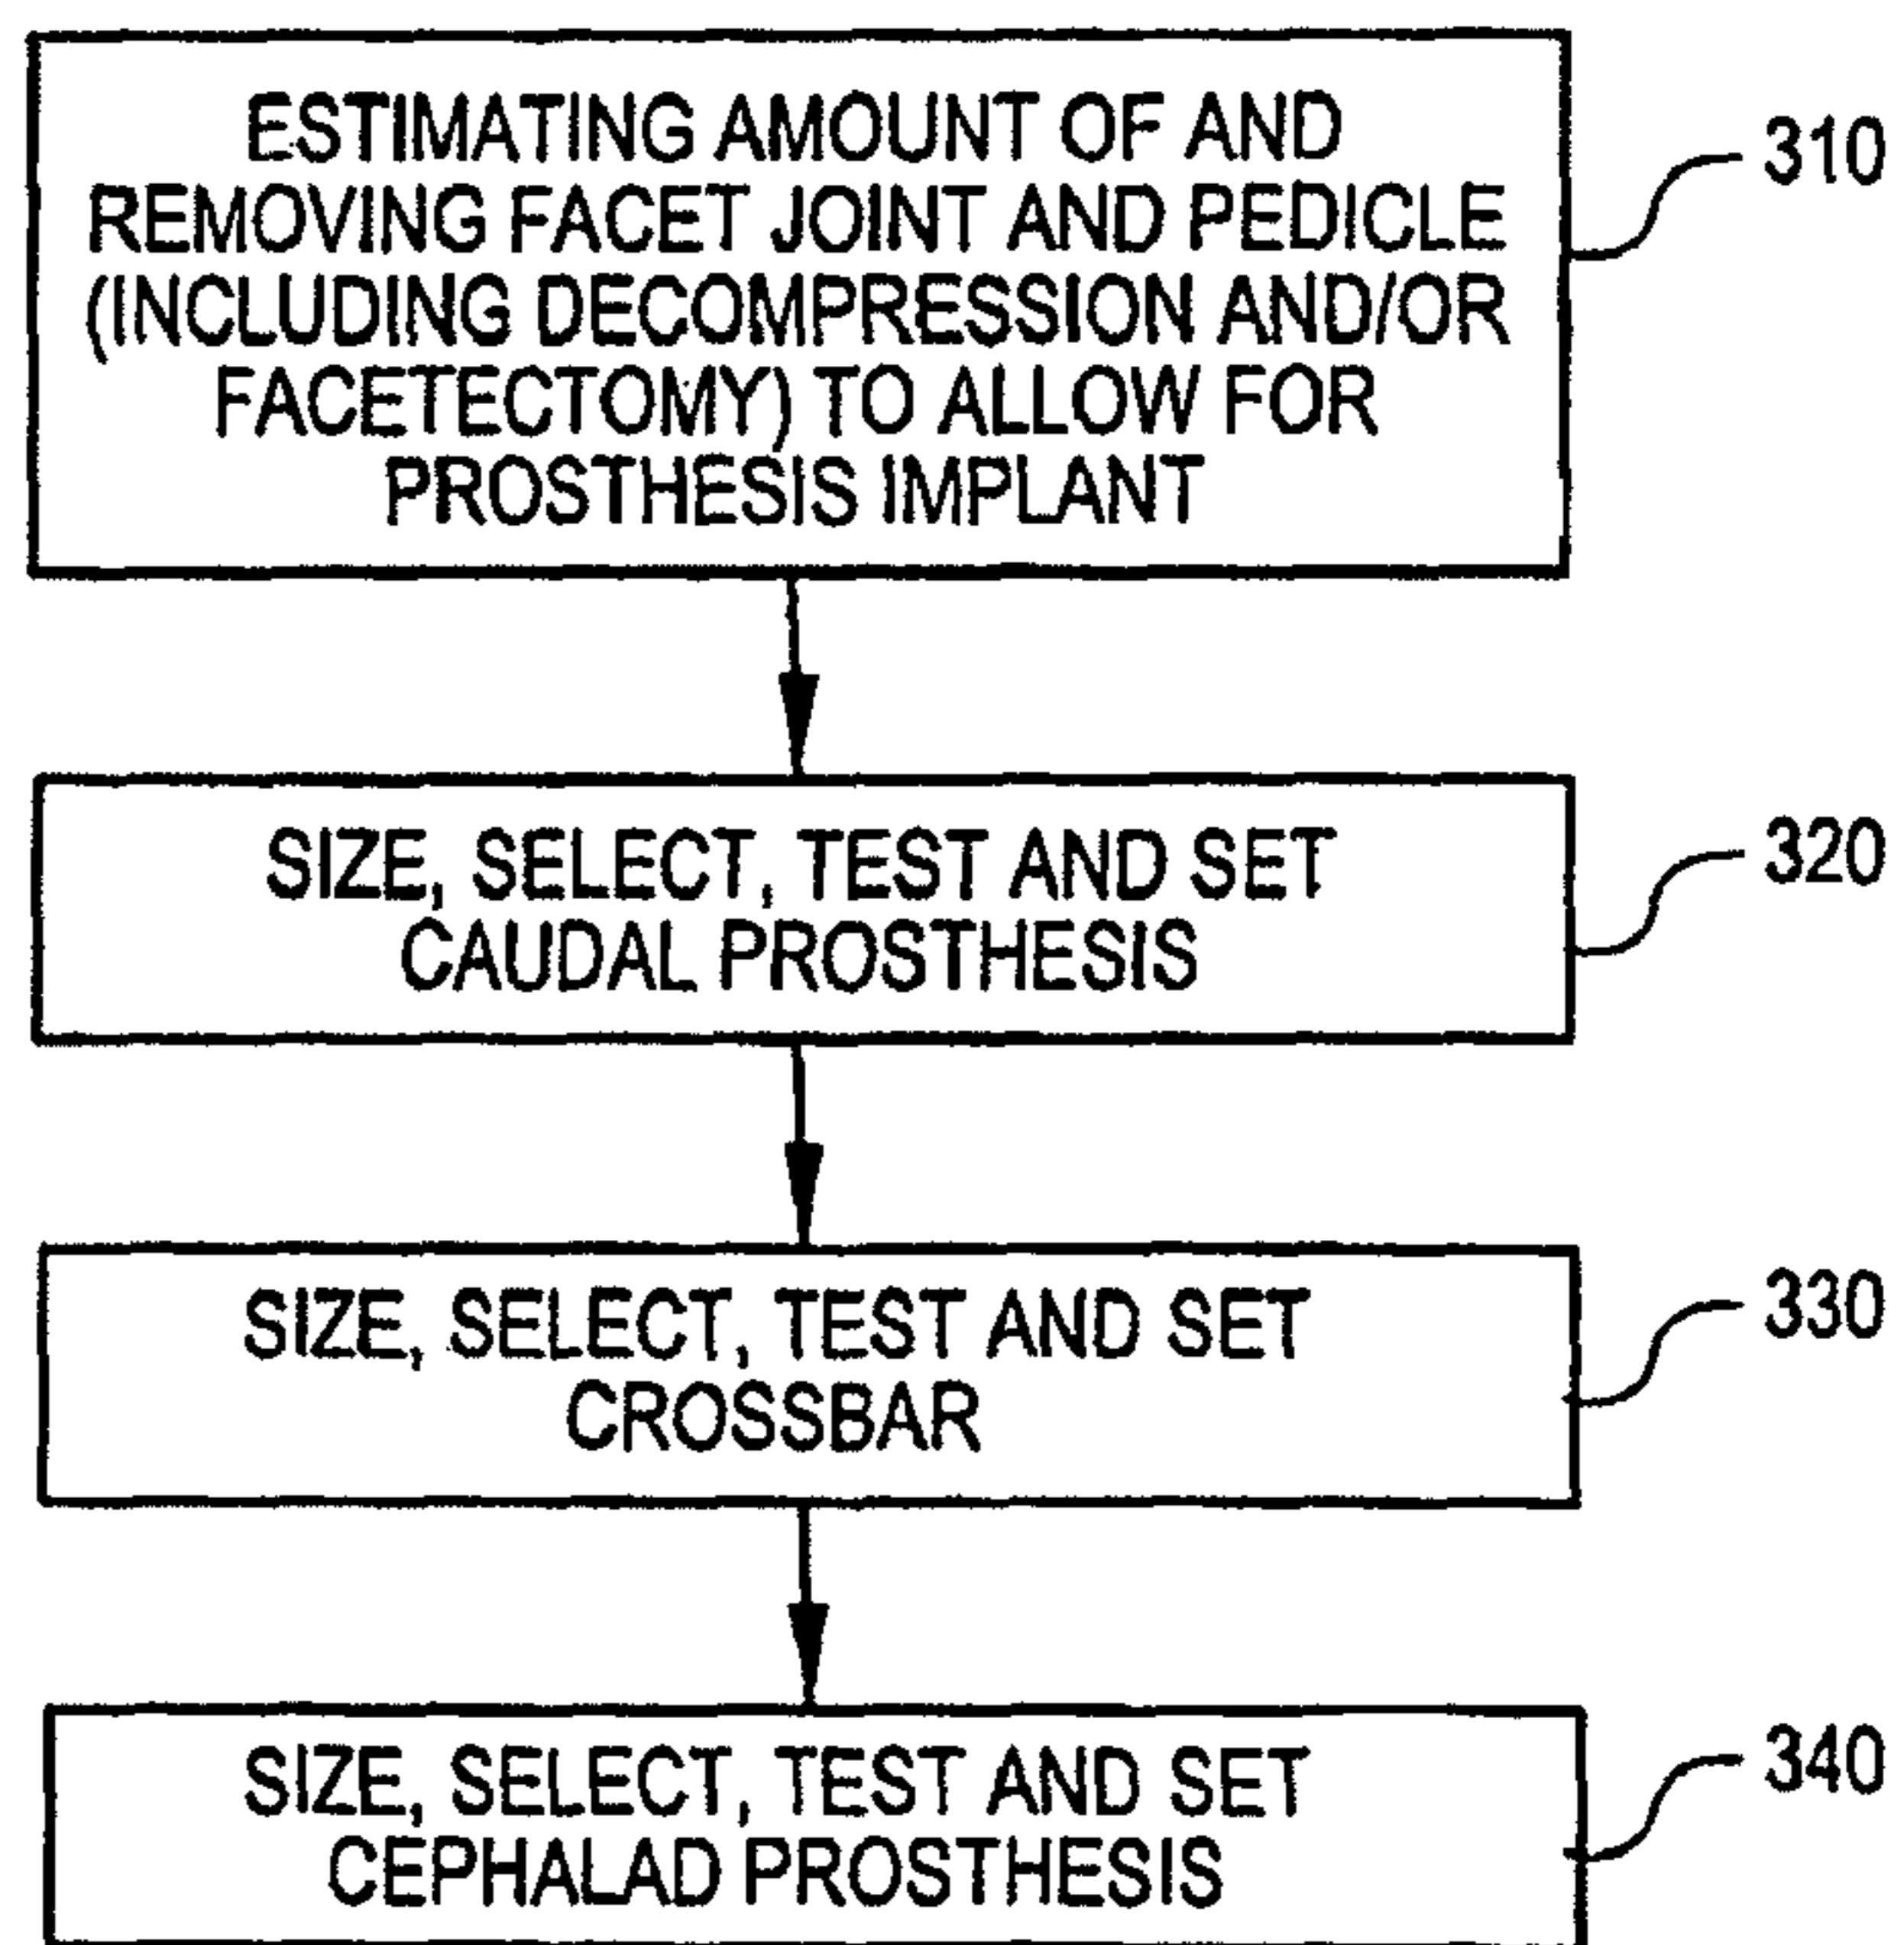 ESTIMATING AMOUNT OF AND
REMOVING FACET JOINT AND PEDICLE
(INCLUDING DECOMPRESSION AND/OR
FACETECTOMY) TO ALLOW FOR
PROSTHESIS IMPLANT
310
SIZE, SELECT, TEST AND SET
CAUDAL PROSTHESIS
320
SIZE, SELECT, TEST AND SET
CROSSBAR
330
SIZE, SELECT, TEST AND SET
CEPHALAD PROSTHESIS
340